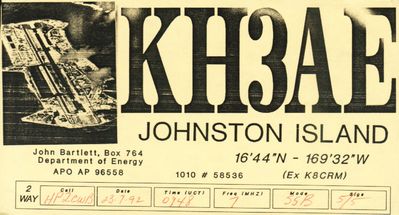 KH3AE
JOHNSTON ISLAND
John Bartlett, Box 764
Department of Energy
APO AP 96558
16'44"N - 169'32"W
1010 # 58536
(Ex K8CRM)
2 WAY
Call Date Time (UCT) Freq (MHZ) Mode Sigs
HP2CWB 23.7.92 0948 7 SSB 5/5